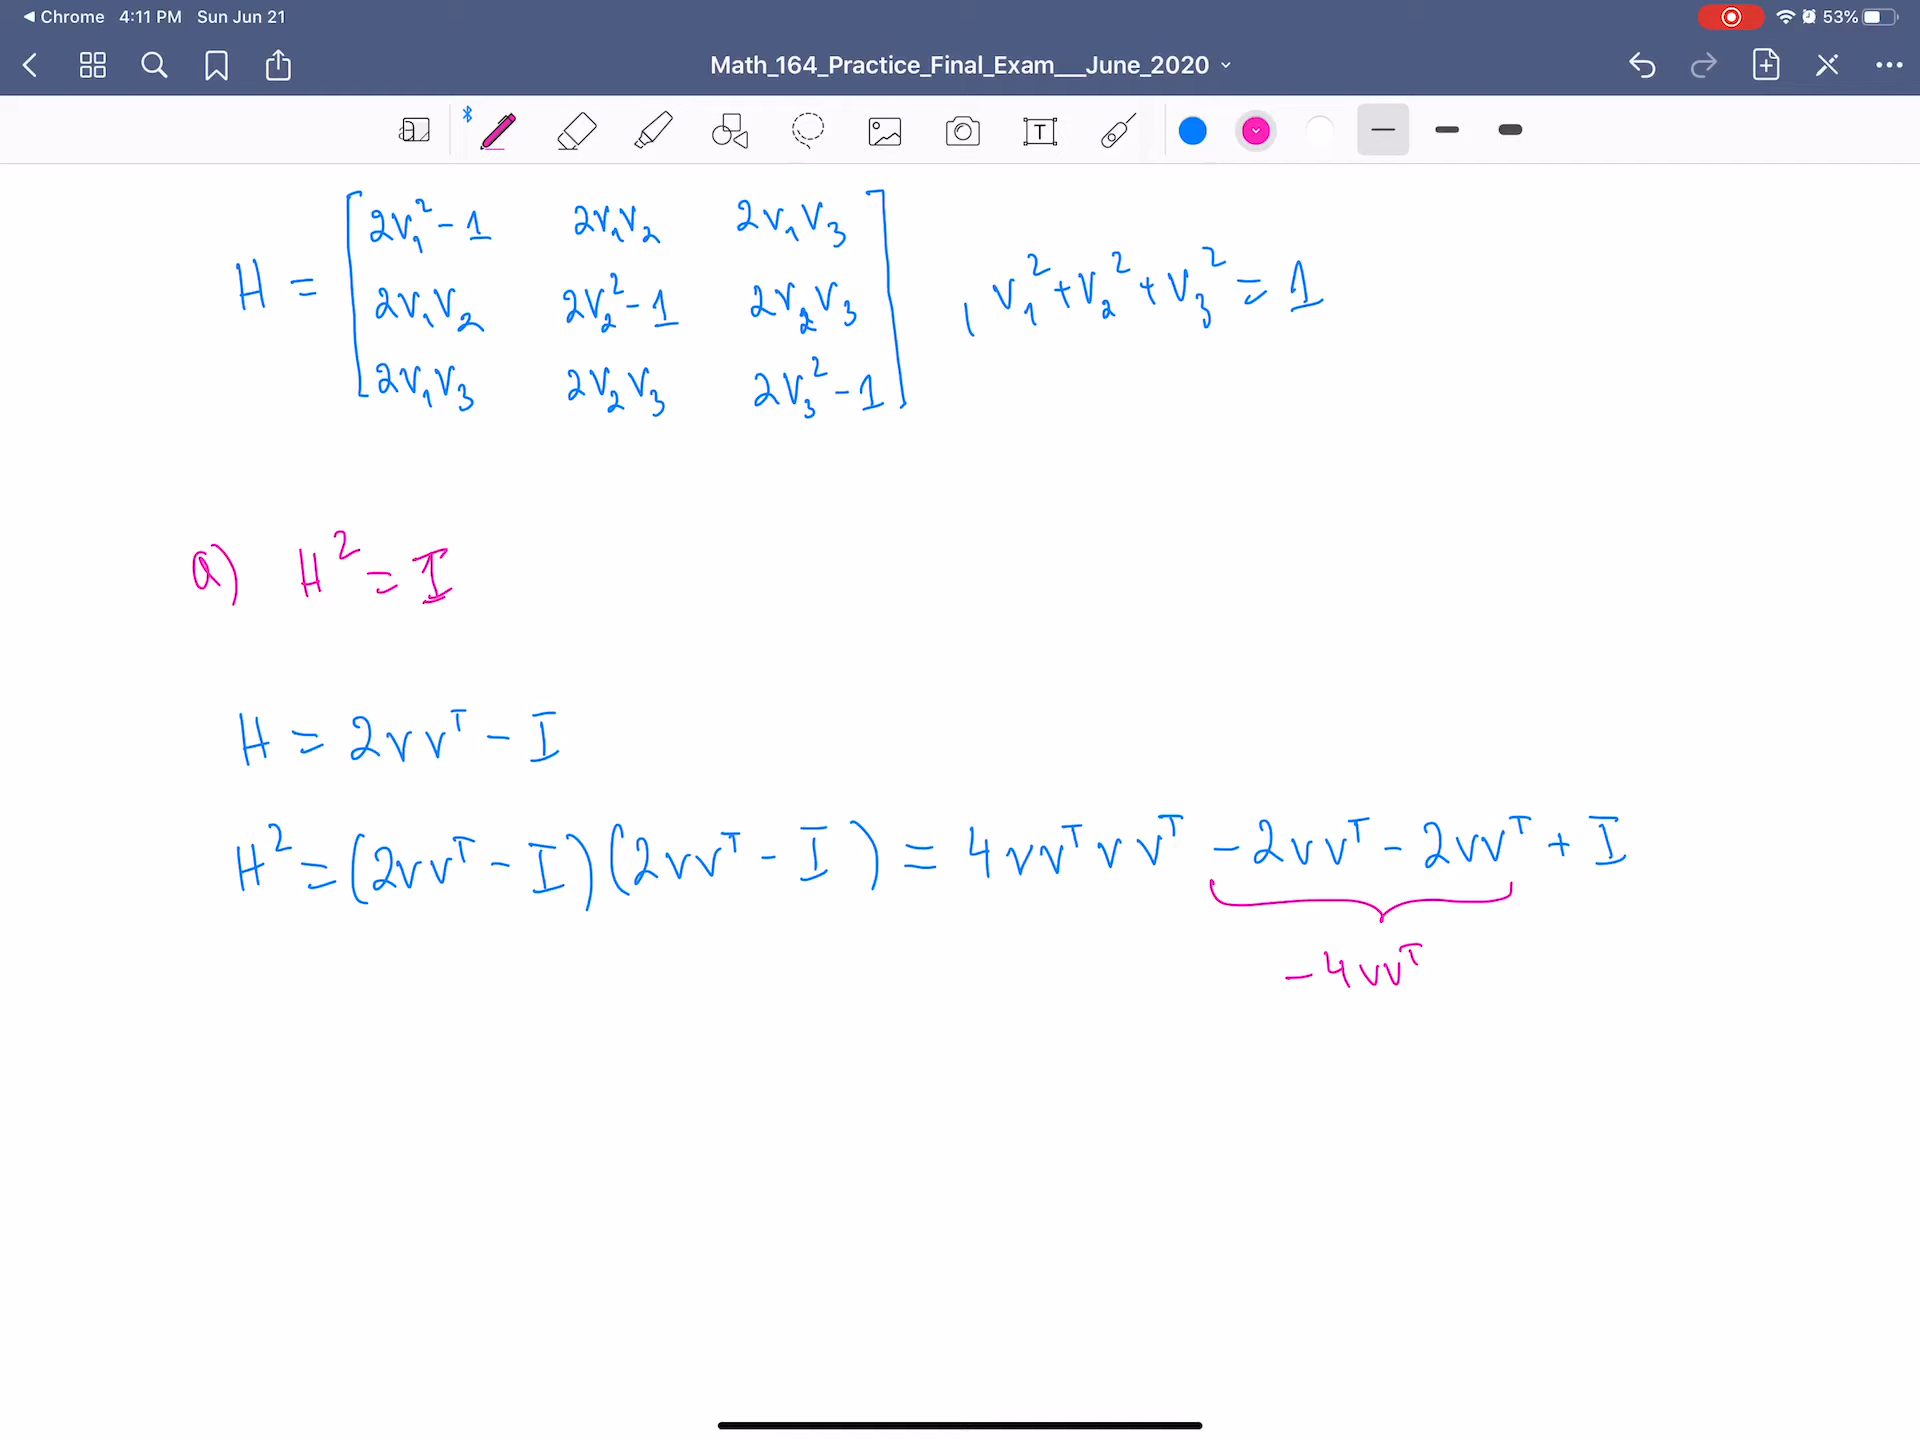 ◀ Chrome 4:11 PM Sun Jun 21 53%
Math_164_Practice_Final_Exam___June_2020
T
H = [ 2v₁² - 1 2v₁v₂ 2v₁v₃
2v₁v₂ 2v₂² - 1 2v₂v₃
2v₁v₃ 2v₂v₃ 2v₃² - 1 ] , v₁² + v₂² + v₃² = 1
a) H² = I
H = 2vvᵀ - I
H² = (2vvᵀ - I)(2vvᵀ - I) = 4vvᵀvvᵀ - 2vvᵀ - 2vvᵀ + I
- 4vvᵀ